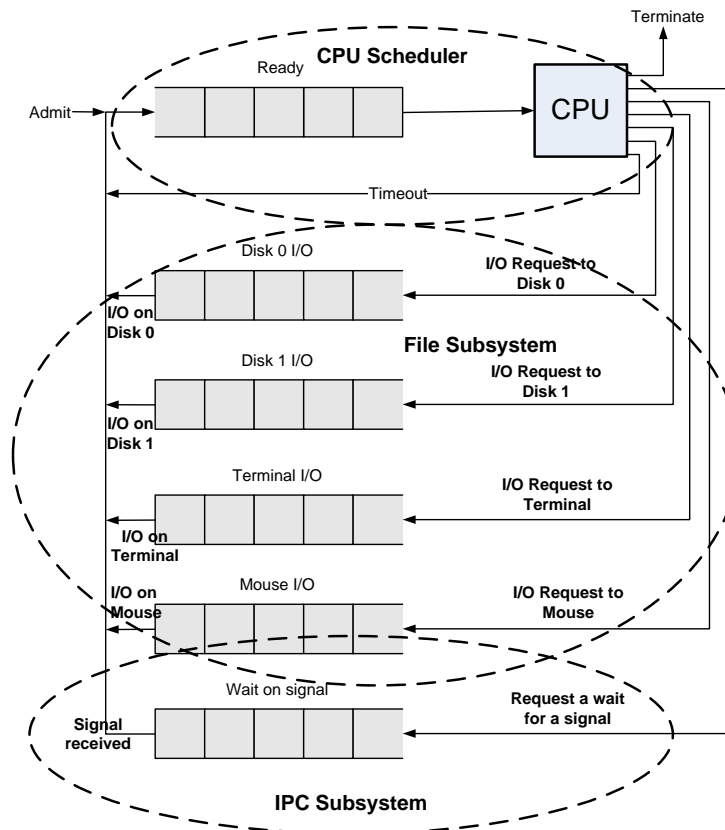 Terminate
CPU Scheduler
Ready
Admit
CPU
Timeout
Disk 0 I/O
I/O Request to
Disk 0
I/O on
Disk 0
File Subsystem
Disk 1 I/O
I/O Request to
Disk 1
I/O on
Disk 1
Terminal I/O
I/O Request to
Terminal
I/O on
Terminal
Mouse I/O
I/O Request to
Mouse
I/O on
Mouse
Wait on signal
Request a wait
for a signal
Signal
received
IPC Subsystem